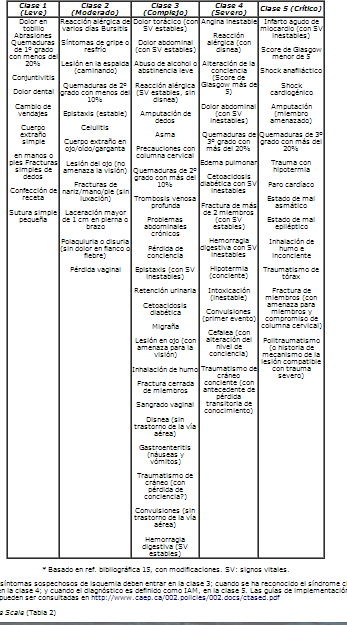 Clase 1
(Leve)
Clase 2
(Moderado)
Clase 3
(Complejo)
Clase 4
(Severo)
Clase 5 (Crítico)
Dolor en
tobillo
Abrasiones
Quemaduras
de 1º grado
con menos del
20%
Conjuntivitis
Dolor dental
Cambio de
vendajes
Cuerpo
extraño
simple
en manos o
pies Fracturas
simples de
dedos
Confección de
receta
Sutura simple
pequeña
Reacción alérgica de
varios días Bursitis
Síntomas de gripe o
resfrío
Lesión en la espalda
(caminando)
Quemaduras de 2º
grado con menos del
10%
Epistaxis (estable)
Celulitis
Cuerpo extraño en
ojo/oído/garganta
Lesión del ojo (no
amenaza la visión)
Fracturas de
nariz/mano/pie (sin
luxación)
Laceración mayor
de 1 cm en pierna o
brazo
Polaquiuria o disuria
(sin dolor en flanco o
fiebre)
Pérdida vaginal
Dolor torácico (con
SV estables)
Dolor abdominal
(con SV estables)
Abuso de alcohol o
abstinencia leve
Reacción alérgica
(SV estables, sin
disnea)
Amputación de
dedos
Asma
Precauciones con
columna cervical
Quemaduras de 2º
grado con más del
10%
Trombosis venosa
profunda
Problemas
abdominales
crónicos
Pérdida de
conciencia
Epistaxis (con SV
inestables)
Retención urinaria
Cetoacidosis
diabética
Migraña
Lesión en ojo (con
amenaza para la
visión)
Inhalación de humo
Fractura cerrada
de miembros
Sangrado vaginal
Disnea (sin
trastorno de la vía
aérea)
Gastroenteritis
(náuseas y
vómitos)
Traumatismo de
cráneo (con
pérdida de
conciencia?)
Convulsiones (sin
trastorno de la vía
aérea)
Hemorragia
digestiva (SV
estables)
Angina inestable
Reacción
alérgica (con
disnea)
Alteración de la
conciencia
(Score de
Glasgow más de
5)
Dolor abdominal
(con SV
inestables)
Quemaduras de
3º grado con
más del 20%
Edema pulmonar
Cetoacidosis
diabética con SV
inestables
Fractura de más
de 2 miembros
(con SV
estables)
Hemorragia
digestiva con SV
inestables
Hipotermia
(conciente)
Intoxicación
(inestable)
Convulsiones
(primer evento)
Cefalea (con
alteración del
nivel de
conciencia)
Traumatismo de
cráneo
conciente (con
antecedente de
pérdida
transitoria de
conocimiento)
Infarto agudo de
miocardio (con SV
inestables)
Score de Glasgow
menor de 5
Shock anafiláctico
Shock
cardiogénico
Amputación
(miembro
amenazado)
Quemaduras de 3º
grado con más del
20%
Trauma con
hipotermia
Paro cardíaco
Estado de mal
asmático
Estado de mal
epiléptico
Inhalación de
humo e
inconciente
Traumatismo de
tórax
Fractura de
miembros (con
amenaza para
miembros y
compromiso de
columna cervical)
Politraumatismo
(o historia de
mecanismo de la
lesión compatible
con trauma
severo)
* Basado en ref. bibliográfica 15, con modificaciones. SV: signos vitales.
síntomas sospechosos de isquemia deben entrar en la clase 3; cuando se ha reconocido el síndrome
en la clase 4; y cuando el diagnóstico es definido como IAM, en la clase 5. Las guías de implementación
pueden ser consultadas en http://www.caep.ca/002.policies/002.docs/ctased.pdf
Scale (Tabla 2)